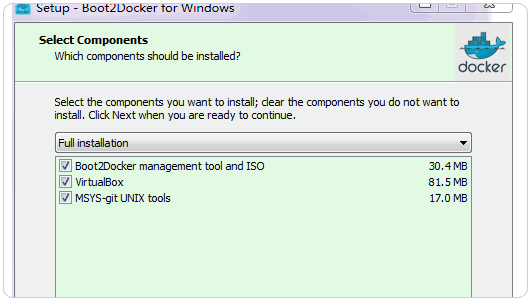 Setup - Boot2Docker for Windows
Select Components
Which components should be installed?
docker
Select the components you want to install; clear the components you do not want to
install. Click Next when you are ready to continue.
Full installation
Boot2Docker management tool and ISO 30.4 MB
VirtualBox 81.5 MB
MSYS-git UNIX tools 17.0 MB